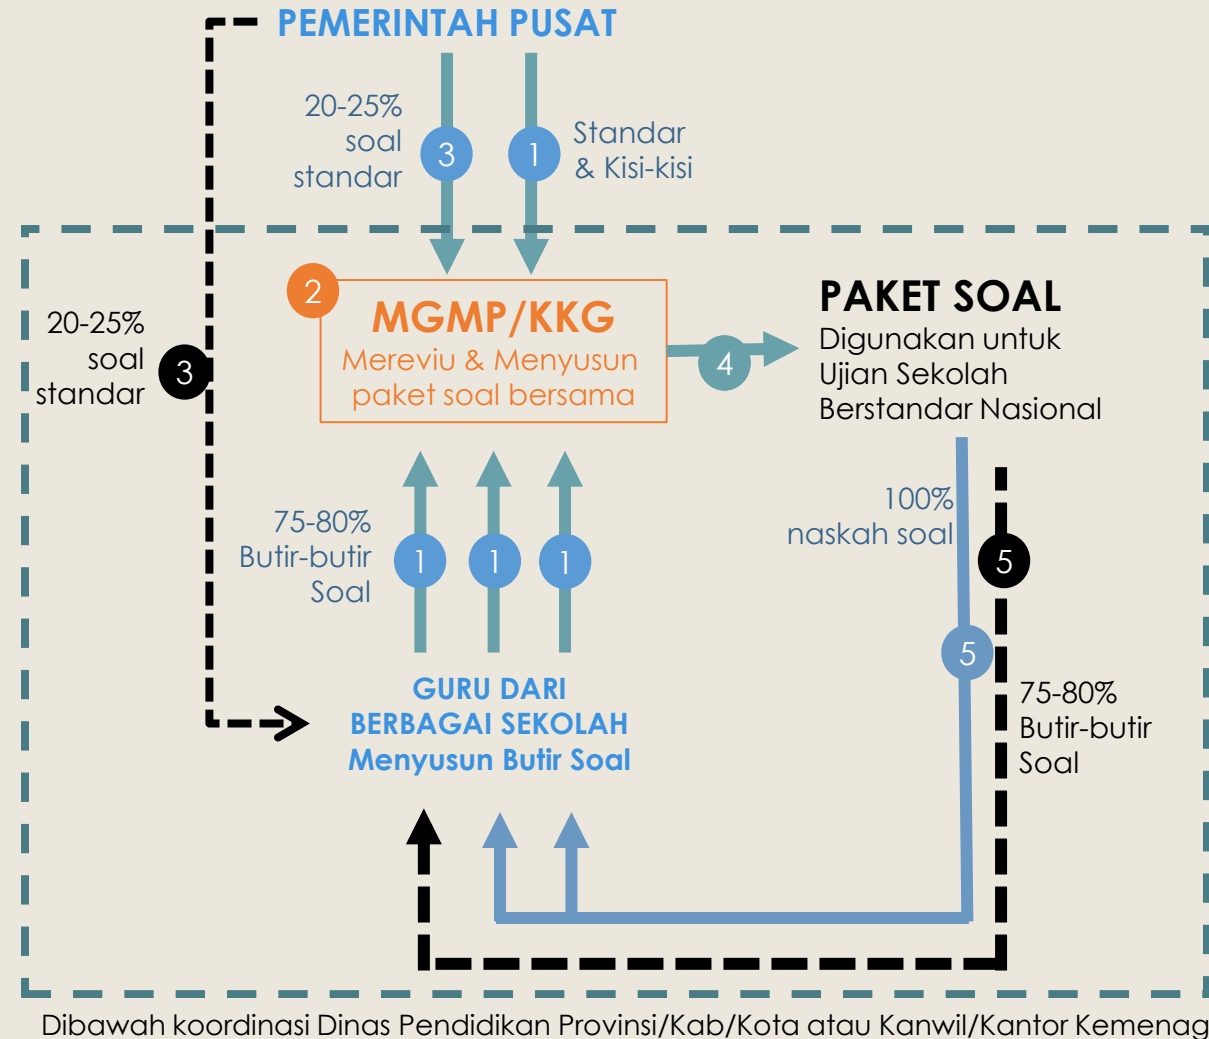 PEMERINTAH PUSAT
20-25%
soal
standar
3
1
Standar
& Kisi-kisi
20-25%
soal
standar
3
2
MGMP/KKG
Mereviu & Menyusun
paket soal bersama
4
PAKET SOAL
Digunakan untuk
Ujian Sekolah
Berstandar Nasional
75-80%
Butir-butir
Soal
1
1
1
100%
naskah soal
5
5
75-80%
Butir-butir
Soal
GURU DARI
BERBAGAI SEKOLAH
Menyusun Butir Soal
Dibawah koordinasi Dinas Pendidikan Provinsi/Kab/Kota atau Kanwil/Kantor Kemenag